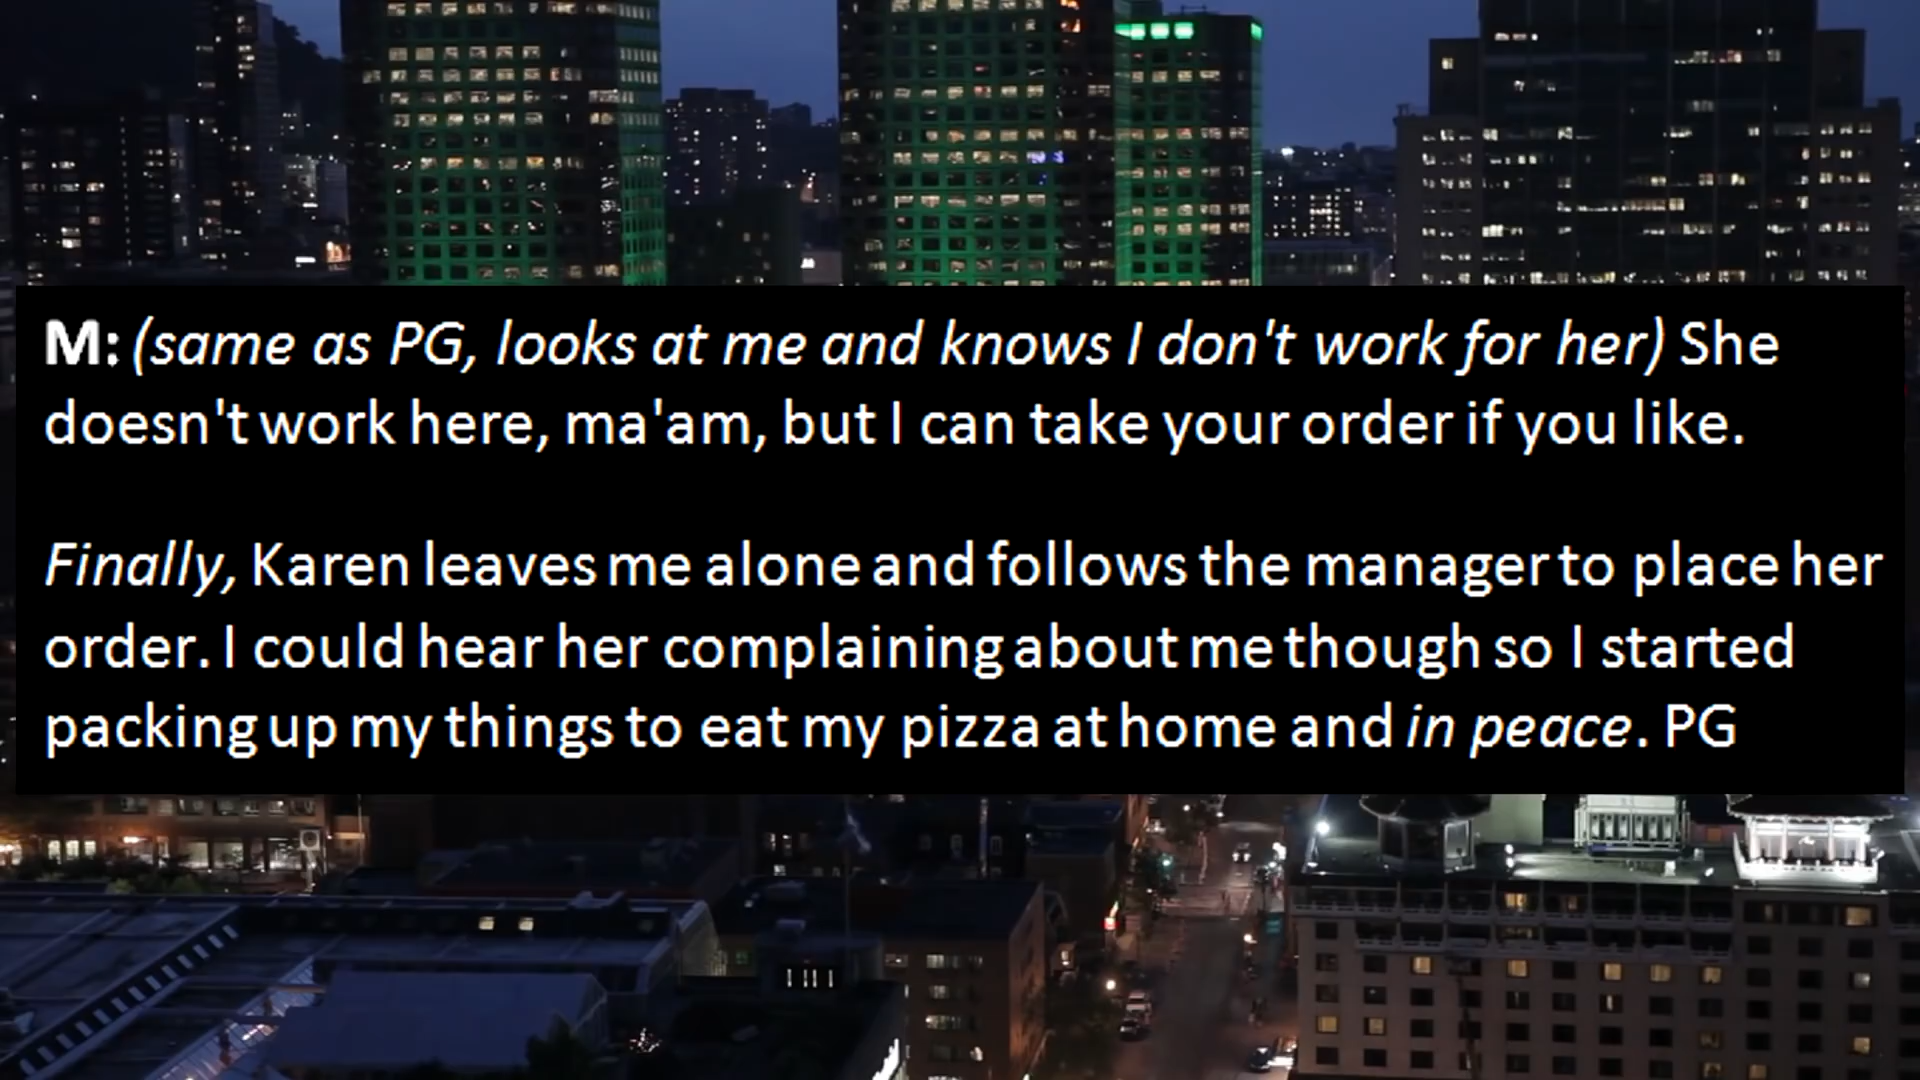 M: (same as PG, looks at me and knows I don't work for her) She
doesn't work here, ma'am, but I can take your order if you like.
Finally, Karen leaves me alone and follows the manager to place her
order. I could hear her complaining about me though so I started
packing up my things to eat my pizza at home and in peace. PG